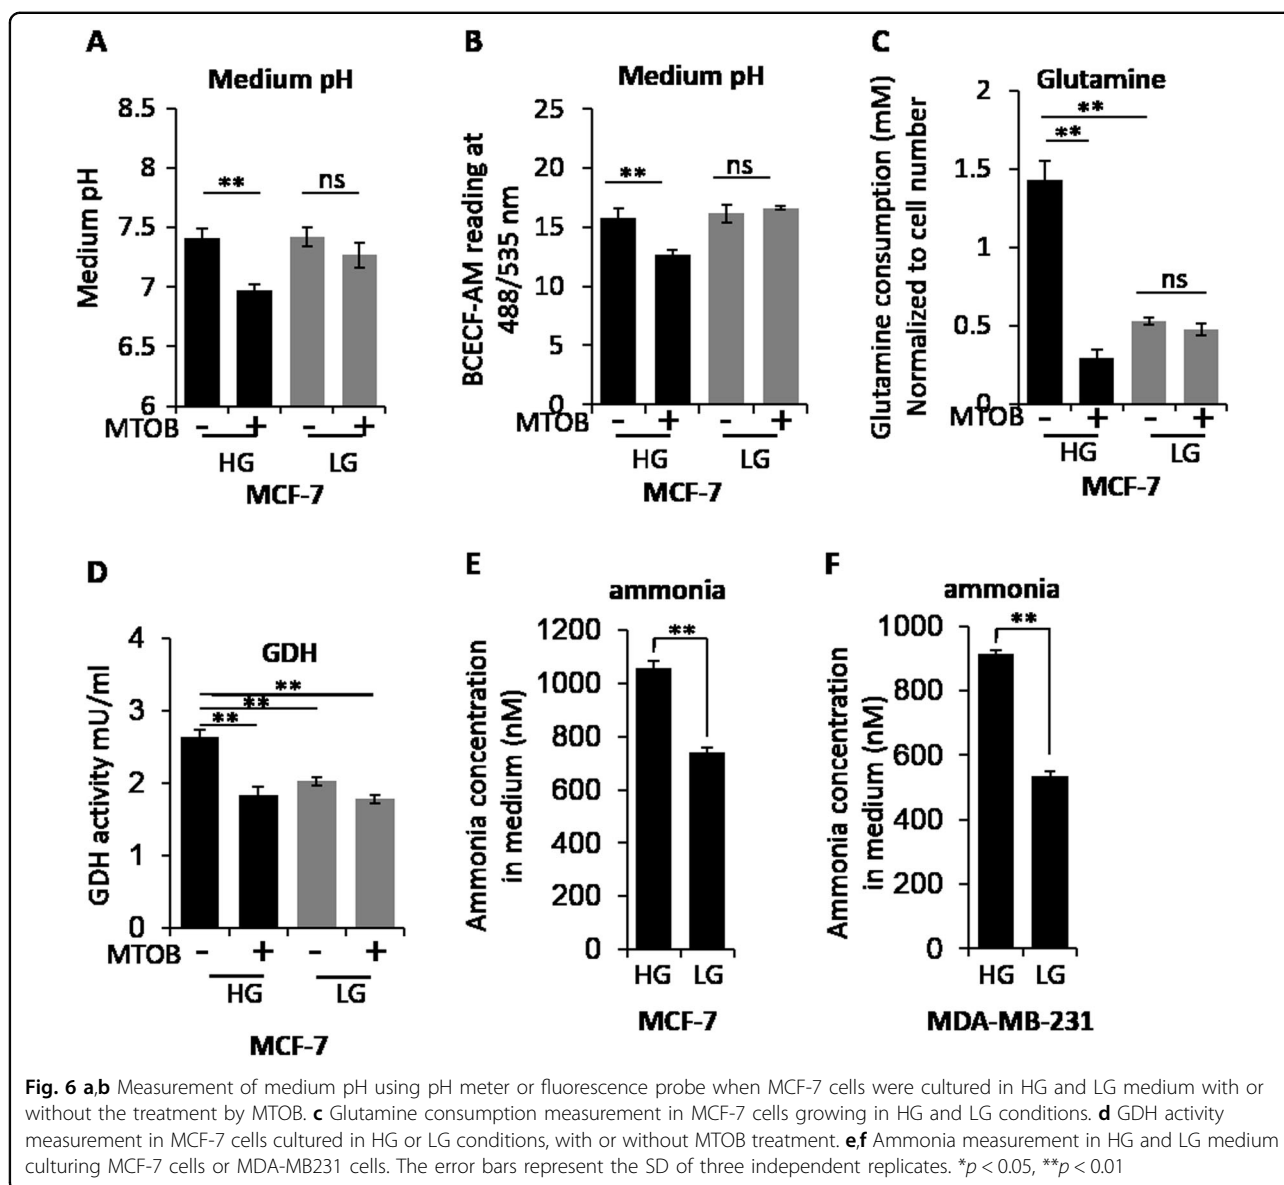 A
Medium pH
Medium pH
8.5
8
7.5
7
6.5
6
**
ns
MTOB - + - +
HG LG
MCF-7
B
Medium pH
BCECF-AM reading at
488/535 nm
25
20
15
10
5
0
**
ns
MTOB - + - +
HG LG
MCF-7
C
Glutamine
Glutamine consumption (mM)
Normalized to cell number
2
1.5
1
0.5
0
**
**
ns
MTOB - + - +
HG LG
MCF-7
D
GDH
GDH activity mU/ml
4
3
2
1
0
**
**
**
MTOB - + - +
HG LG
MCF-7
E
ammonia
Ammonia concentration
in medium (nM)
1200
1000
800
600
400
200
0
**
HG LG
MCF-7
F
ammonia
Ammonia concentration
in medium (nM)
1000
800
600
400
200
0
**
HG LG
MDA-MB-231
Fig. 6 a,b Measurement of medium pH using pH meter or fluorescence probe when MCF-7 cells were cultured in HG and LG medium with or
without the treatment by MTOB. c Glutamine consumption measurement in MCF-7 cells growing in HG and LG conditions. d GDH activity
measurement in MCF-7 cells cultured in HG or LG conditions, with or without MTOB treatment. e,f Ammonia measurement in HG and LG medium
culturing MCF-7 cells or MDA-MB231 cells. The error bars represent the SD of three independent replicates. *p < 0.05, **p < 0.01